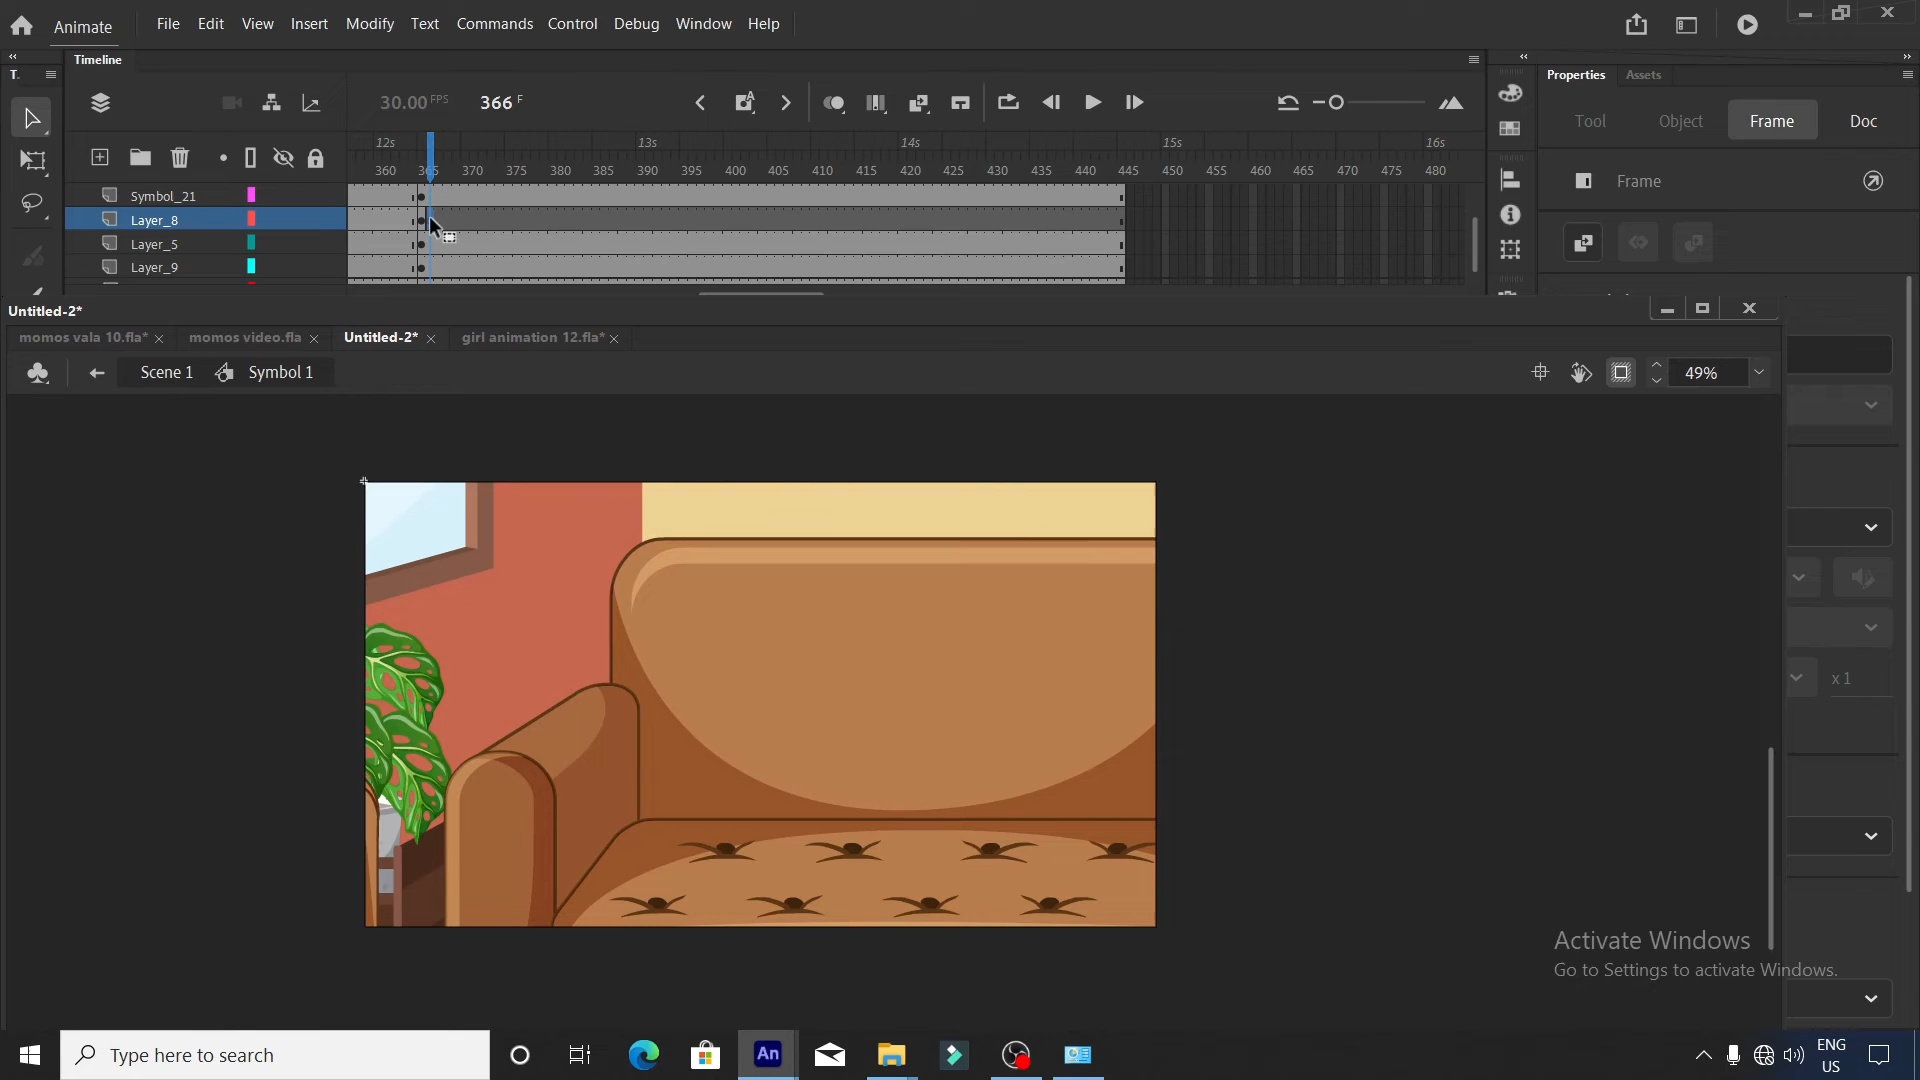 Animate File Edit View Insert Modify Text Commands Control Debug Window Help
Timeline
T.
Properties Assets
30.00 FPS 366 F
Tool Object Frame Doc
12s 13s 14s 15s 16s
360 365 370 375 380 385 390 395 400 405 410 415 420 425 430 435 440 445 450 455 460 465 470 475 480
Symbol_21
Frame
Layer_8
Layer_5
Layer_9
Untitled-2*
momos vala 10.fla* momos video.fla Untitled-2* girl animation 12.fla*
Scene 1 Symbol 1 49%
x 1
Activate Windows
Go to Settings to activate Windows.
Type here to search
An
ENG
US